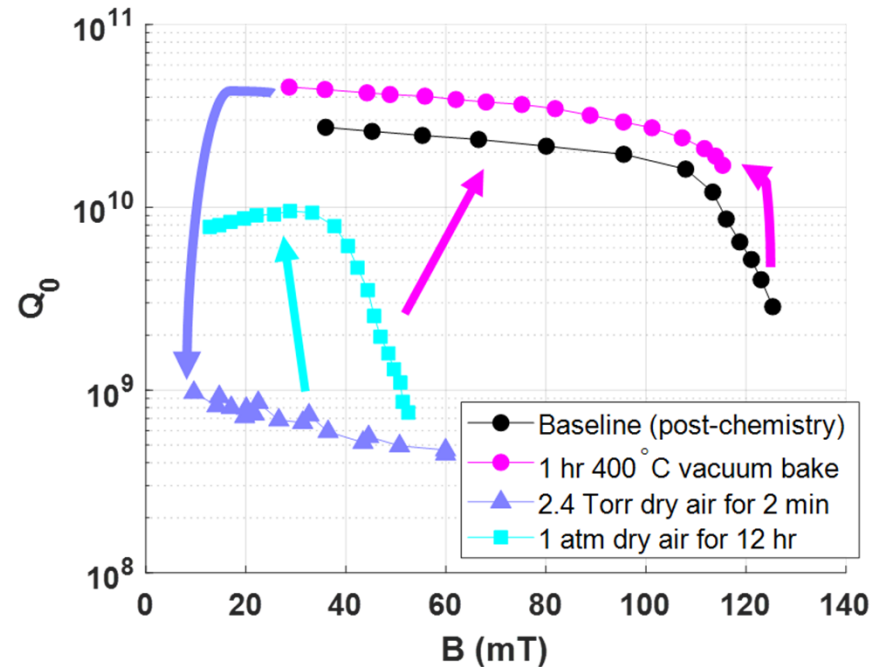 10¹¹
10¹⁰
10⁹
10⁸
Q₀
0 20 40 60 80 100 120 140
B (mT)
Baseline (post-chemistry)
1 hr 400°C vacuum bake
2.4 Torr dry air for 2 min
1 atm dry air for 12 hr